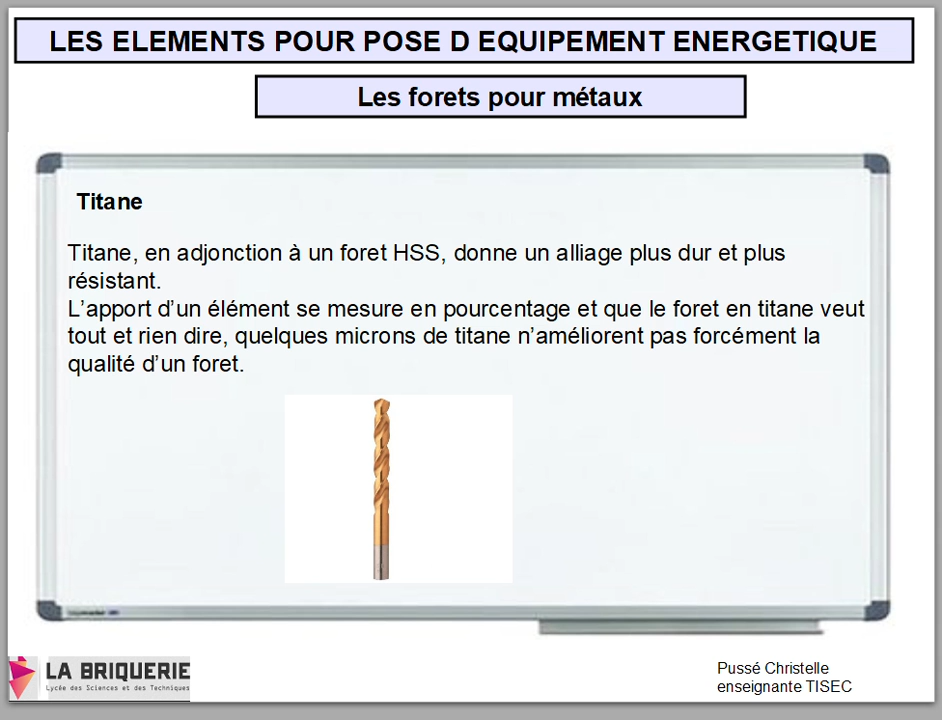 LES ELEMENTS POUR POSE D EQUIPEMENT ENERGETIQUE
Les forets pour métaux
Titane
Titane, en adjonction à un foret HSS, donne un alliage plus dur et plus
résistant.
L’apport d’un élément se mesure en pourcentage et que le foret en titane veut
tout et rien dire, quelques microns de titane n’améliorent pas forcément la
qualité d’un foret.
LA BRIQUERIE
Lycée des Sciences et des Techniques
Pussé Christelle
enseignante TISEC